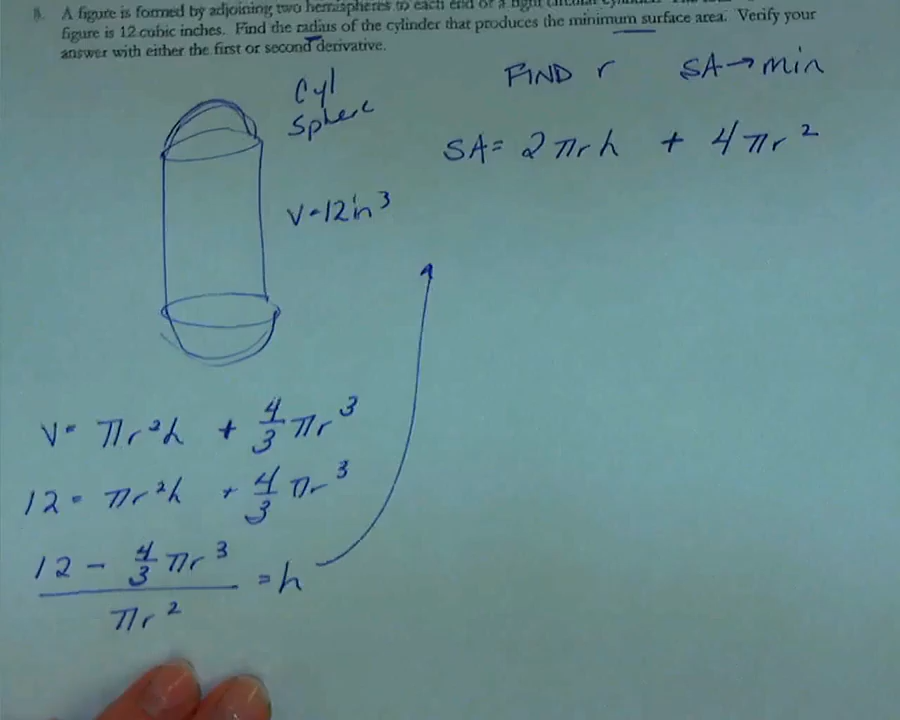 8. A figure is formed by adjoining two hemispheres to each end of a right circular cylinder. The
figure is 12 cubic inches. Find the radius of the cylinder that produces the minimum surface area. Verify your
answer with either the first or second derivative.
Cyl
Sphere
FIND r SA→min
SA= 2πrh + 4πr²
V=12in³
V= πr²h + 4/3 πr³
12= πr²h + 4/3 πr³
12 - 4/3 πr³
πr²
=h